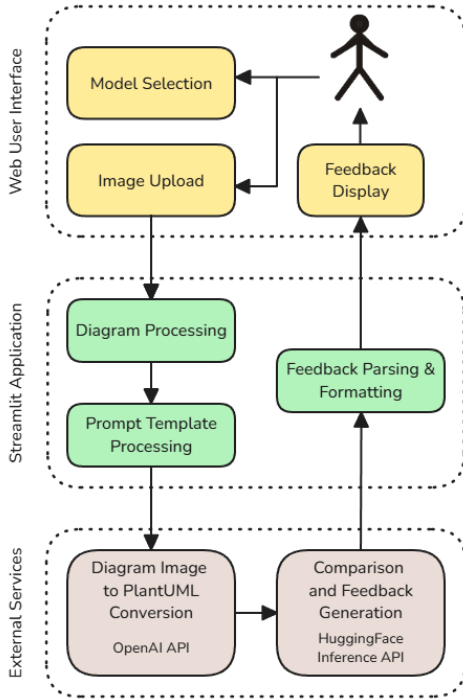 Web User Interface
Model Selection
Image Upload
Feedback
Display
Streamlit Application
Diagram Processing
Prompt Template
Processing
Feedback Parsing &
Formatting
External Services
Diagram Image
to PlantUML
Conversion
OpenAI API
Comparison
and Feedback
Generation
HuggingFace
Inference API